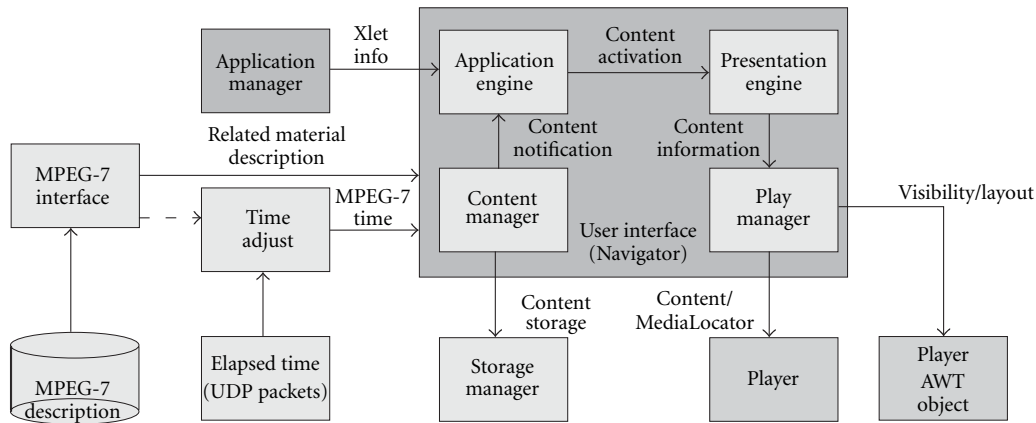 Application
manager
Xlet
info
Application
engine
Content
activation
Presentation
engine
Related material
description
Content
notification
Content
information
MPEG-7
interface
Time
adjust
MPEG-7
time
Content
manager
Play
manager
User interface
(Navigator)
Visibility/layout
Content
storage
Content/
MediaLocator
MPEG-7
description
Elapsed time
(UDP packets)
Storage
manager
Player
Player
AWT
object